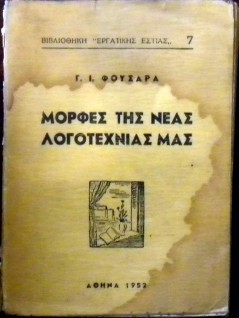 ΒΙΒΛΙΟΘΗΚΗ "ΕΡΓΑΤΙΚΗΣ ΕΣΤΙΑΣ„ 7
Γ. Ι. ΦΟΥΣΑΡΑ
ΜΟΡΦΕΣ ΤΗΣ ΝΕΑΣ
ΛΟΓΟΤΕΧΝΙΑΣ ΜΑΣ
ΑΘΗΝΑ 1952